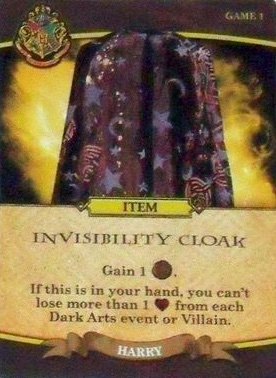 GAME 1
ITEM
INVISIBILITY CLOAK
Gain 1 .
If this is in your hand, you can't
lose more than 1 from each
Dark Arts event or Villain.
HARRY